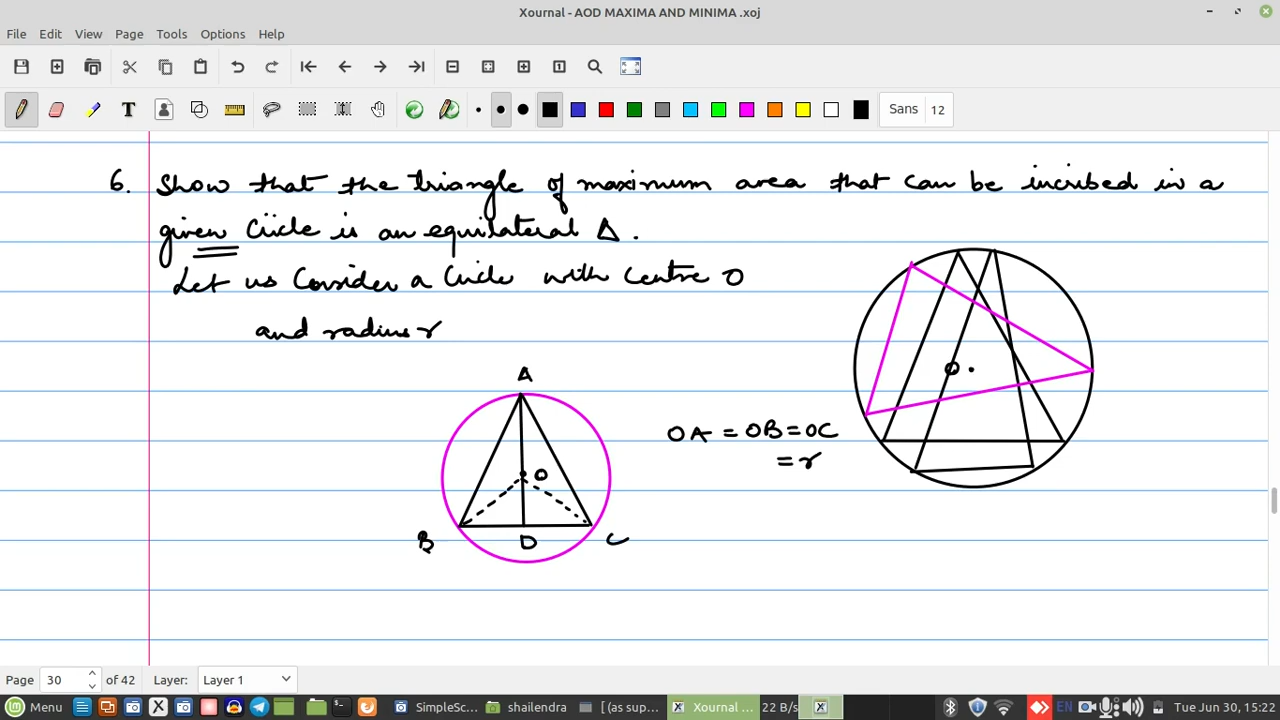 Xournal - AOD MAXIMA AND MINIMA .xoj
File Edit View Page Tools Options Help
Sans 12
6. Show that the triangle of maximum area that can be incribed in a
given Circle is an equilateral Δ.
Let us Consider a Circle with Centre O
and radius r
A
O
B D C
OA = OB = OC
= r
O
Page 30 of 42 Layer: Layer 1
Menu SimpleSc... shailendra [ (as sup... Xournal ... 22 B/s EN Tue Jun 30, 15:22